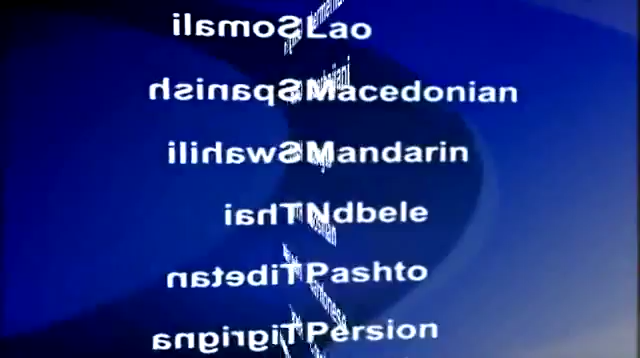 Somali Lao
Spanish Macedonian
Swahili Mandarin
Thai Ndbele
Tibetan Pashto
Tigrigna Persion